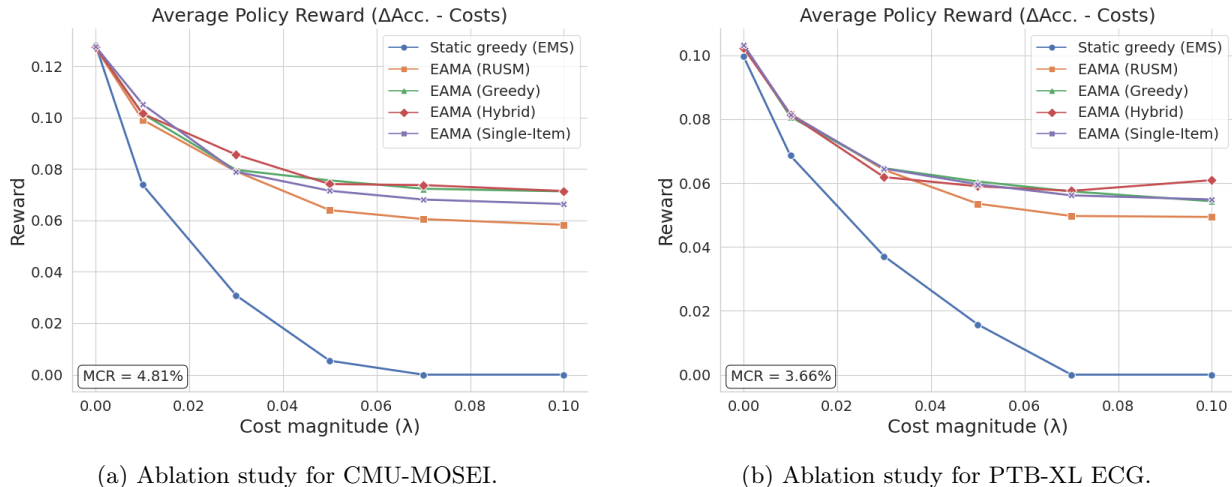 Average Policy Reward (ΔAcc. - Costs)
Reward
0.12
0.10
0.08
0.06
0.04
0.02
0.00
Static greedy (EMS)
EAMA (RUSM)
EAMA (Greedy)
EAMA (Hybrid)
EAMA (Single-Item)
MCR = 4.81%
0.00 0.02 0.04 0.06 0.08 0.10
Cost magnitude (λ)
(a) Ablation study for CMU-MOSEI.
Average Policy Reward (ΔAcc. - Costs)
Reward
0.10
0.08
0.06
0.04
0.02
0.00
Static greedy (EMS)
EAMA (RUSM)
EAMA (Greedy)
EAMA (Hybrid)
EAMA (Single-Item)
MCR = 3.66%
0.00 0.02 0.04 0.06 0.08 0.10
Cost magnitude (λ)
(b) Ablation study for PTB-XL ECG.